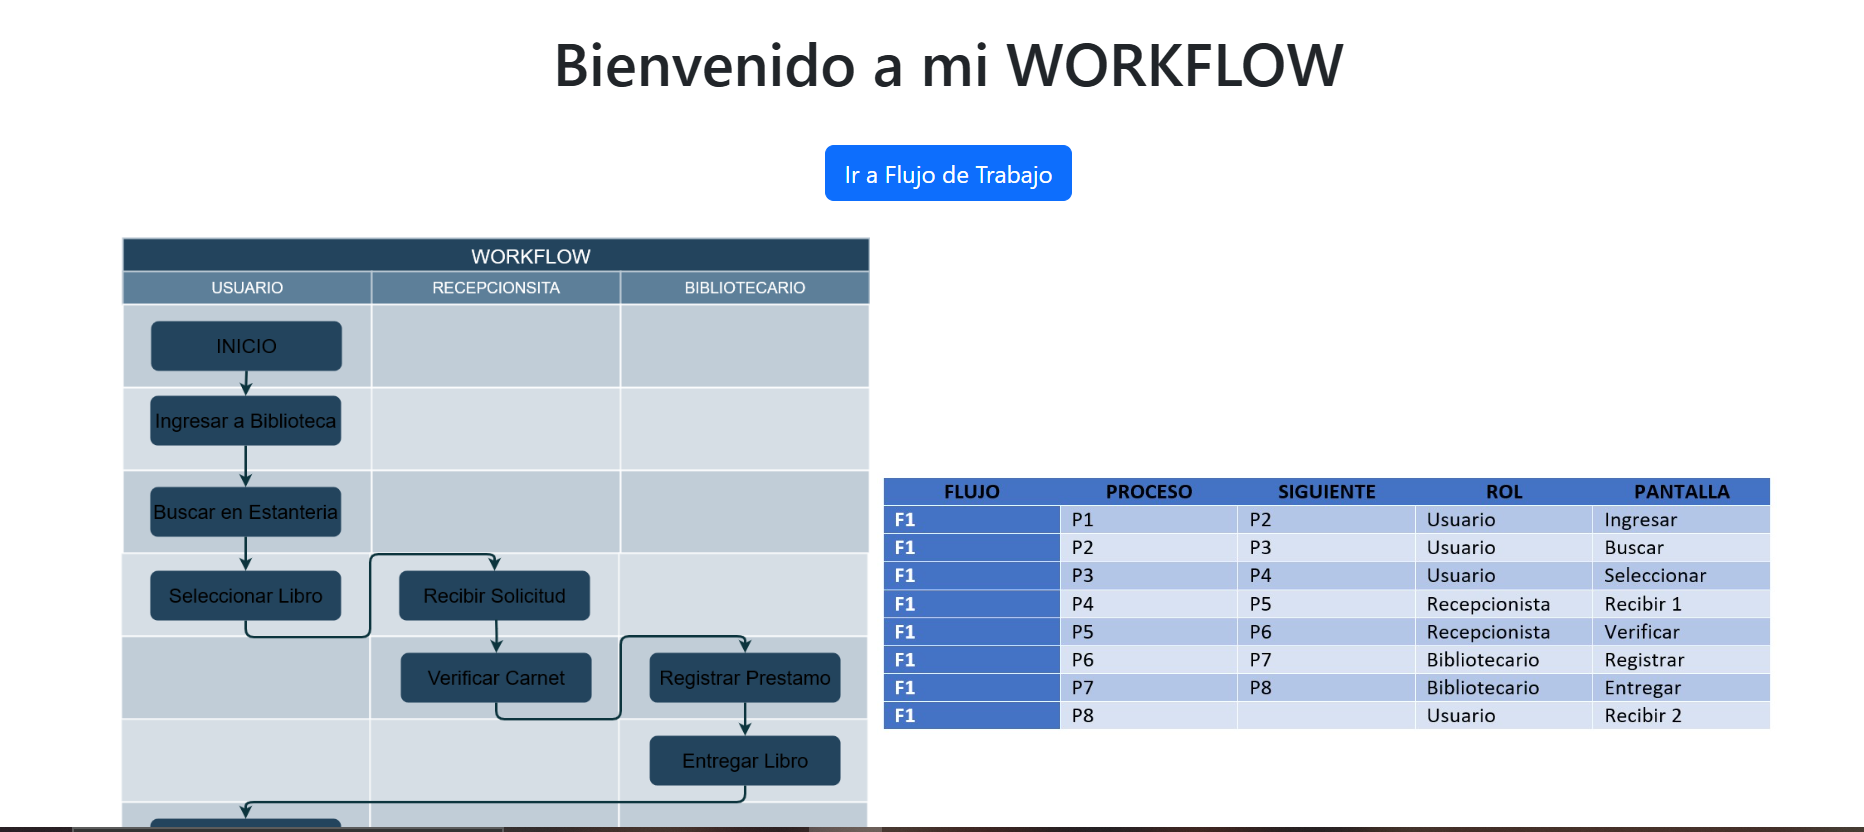 Bienvenido a mi WORKFLOW
Ir a Flujo de Trabajo
WORKFLOW
USUARIO RECEPCIONSITA BIBLIOTECARIO
INICIO
Ingresar a Biblioteca
Buscar en Estanteria
Seleccionar Libro Recibir Solicitud
Verificar Carnet Registrar Prestamo
Entregar Libro
FLUJO PROCESO SIGUIENTE ROL PANTALLA
F1 P1 P2 Usuario Ingresar
F1 P2 P3 Usuario Buscar
F1 P3 P4 Usuario Seleccionar
F1 P4 P5 Recepcionista Recibir 1
F1 P5 P6 Recepcionista Verificar
F1 P6 P7 Bibliotecario Registrar
F1 P7 P8 Bibliotecario Entregar
F1 P8 Usuario Recibir 2